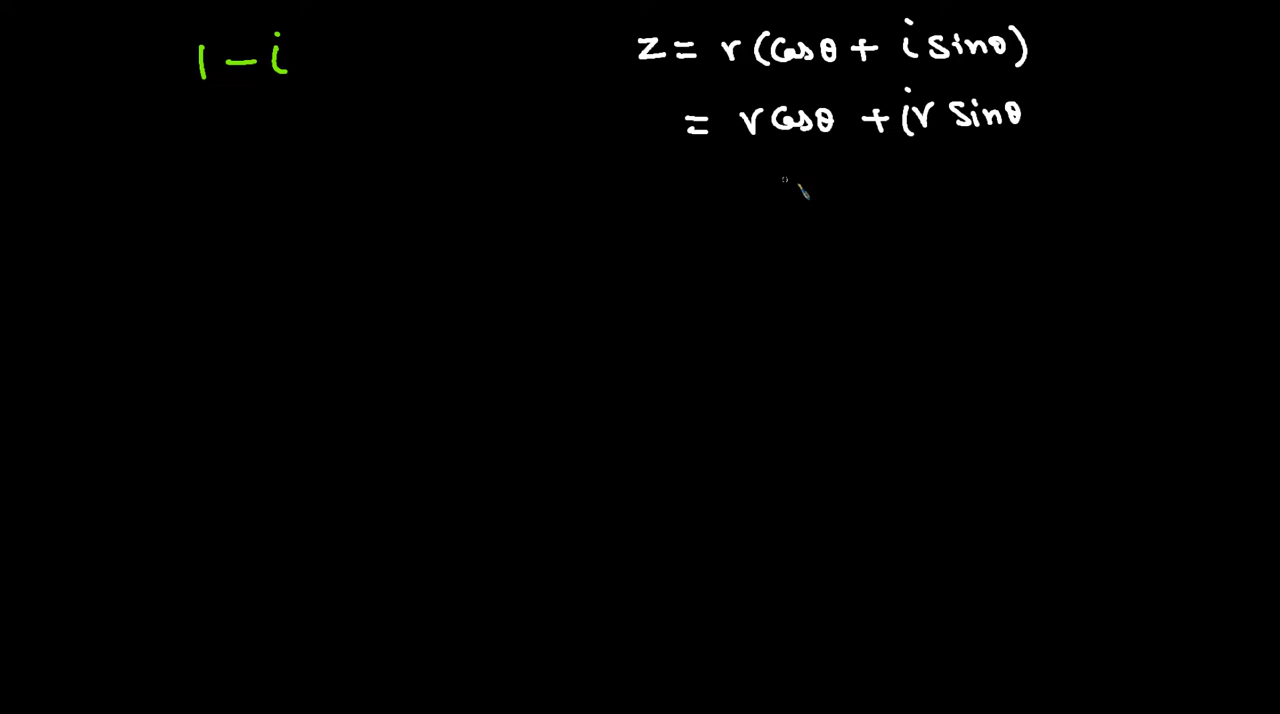 1 - i
z = r(cosθ + i sinθ)
= r cosθ + i r sinθ